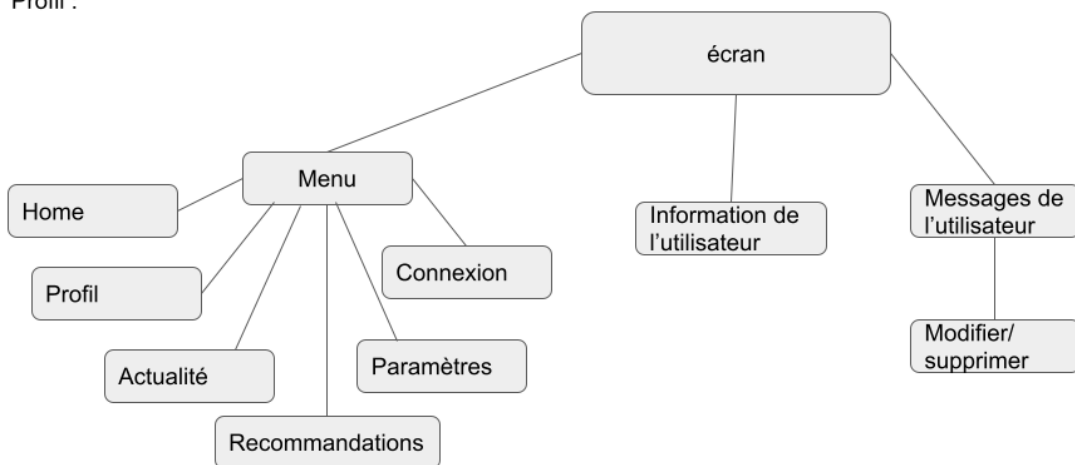 Profil :
écran
Menu
Home
Information de
l’utilisateur
Messages de
l’utilisateur
Connexion
Profil
Modifier/
supprimer
Paramètres
Actualité
Recommandations